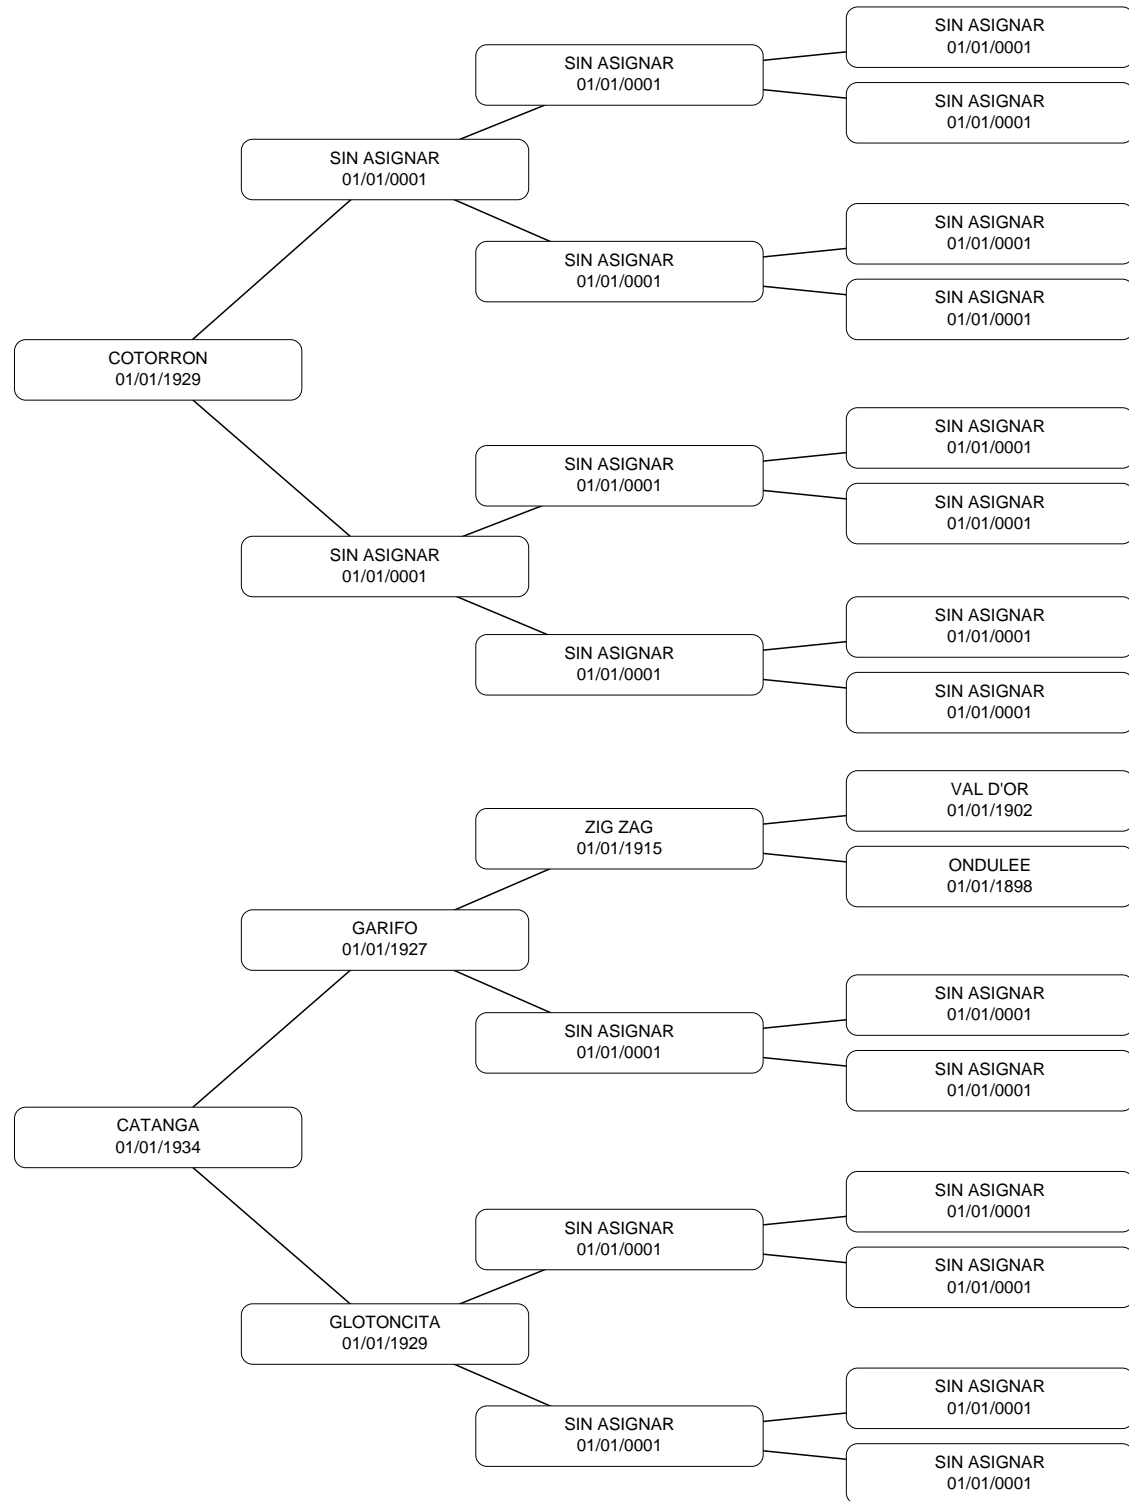 SIN ASIGNAR
01/01/0001
SIN ASIGNAR
01/01/0001
SIN ASIGNAR
01/01/0001
SIN ASIGNAR
01/01/0001
SIN ASIGNAR
01/01/0001
SIN ASIGNAR
01/01/0001
SIN ASIGNAR
01/01/0001
COTORRON
01/01/1929
SIN ASIGNAR
01/01/0001
SIN ASIGNAR
01/01/0001
SIN ASIGNAR
01/01/0001
SIN ASIGNAR
01/01/0001
SIN ASIGNAR
01/01/0001
SIN ASIGNAR
01/01/0001
SIN ASIGNAR
01/01/0001
VAL D'OR
01/01/1902
ZIG ZAG
01/01/1915
ONDULEE
01/01/1898
GARIFO
01/01/1927
SIN ASIGNAR
01/01/0001
SIN ASIGNAR
01/01/0001
SIN ASIGNAR
01/01/0001
CATANGA
01/01/1934
SIN ASIGNAR
01/01/0001
SIN ASIGNAR
01/01/0001
SIN ASIGNAR
01/01/0001
GLOTONCITA
01/01/1929
SIN ASIGNAR
01/01/0001
SIN ASIGNAR
01/01/0001
SIN ASIGNAR
01/01/0001